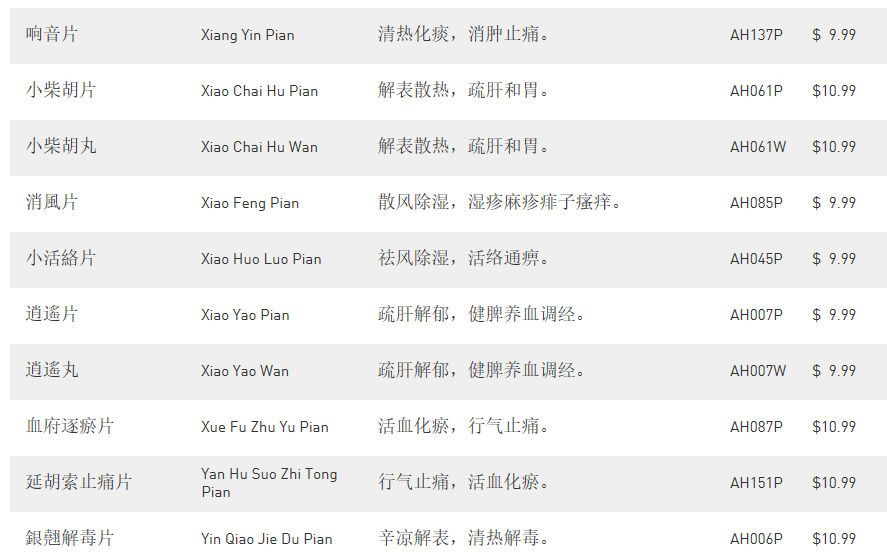 响音片 Xiang Yin Pian 清热化痰，消肿止痛。 AH137P $ 9.99
小柴胡片 Xiao Chai Hu Pian 解表散热，疏肝和胃。 AH061P $10.99
小柴胡丸 Xiao Chai Hu Wan 解表散热，疏肝和胃。 AH061W $10.99
消風片 Xiao Feng Pian 散风除湿，湿疹麻疹痱子瘙痒。 AH085P $ 9.99
小活絡片 Xiao Huo Luo Pian 祛风除湿，活络通痹。 AH045P $ 9.99
逍遙片 Xiao Yao Pian 疏肝解郁，健脾养血调经。 AH007P $ 9.99
逍遙丸 Xiao Yao Wan 疏肝解郁，健脾养血调经。 AH007W $ 9.99
血府逐瘀片 Xue Fu Zhu Yu Pian 活血化瘀，行气止痛。 AH087P $10.99
延胡索止痛片 Yan Hu Suo Zhi Tong Pian 行气止痛，活血化瘀。 AH151P $10.99
銀翹解毒片 Yin Qiao Jie Du Pian 辛凉解表，清热解毒。 AH006P $10.99